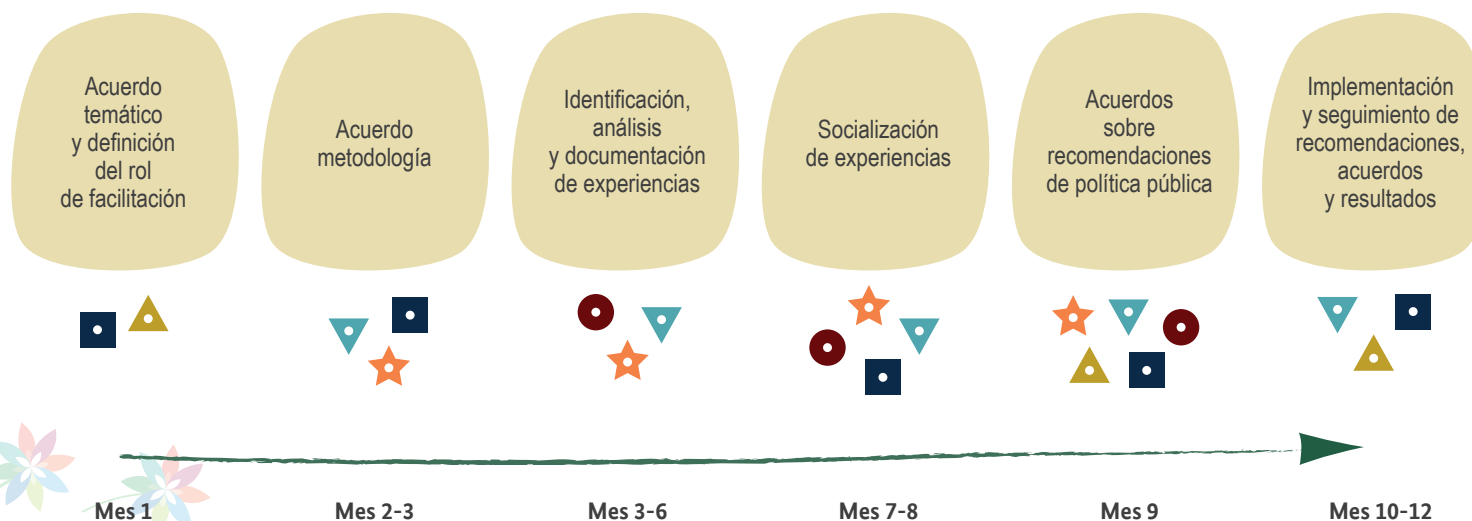 Acuerdo
temático
y definición
del rol
de facilitación
Acuerdo
metodología
Identificación,
análisis
y documentación
de experiencias
Socialización
de experiencias
Acuerdos
sobre
recomendaciones
de política pública
Implementación
y seguimiento de
recomendaciones,
acuerdos
y resultados
Mes 1
Mes 2-3
Mes 3-6
Mes 7-8
Mes 9
Mes 10-12